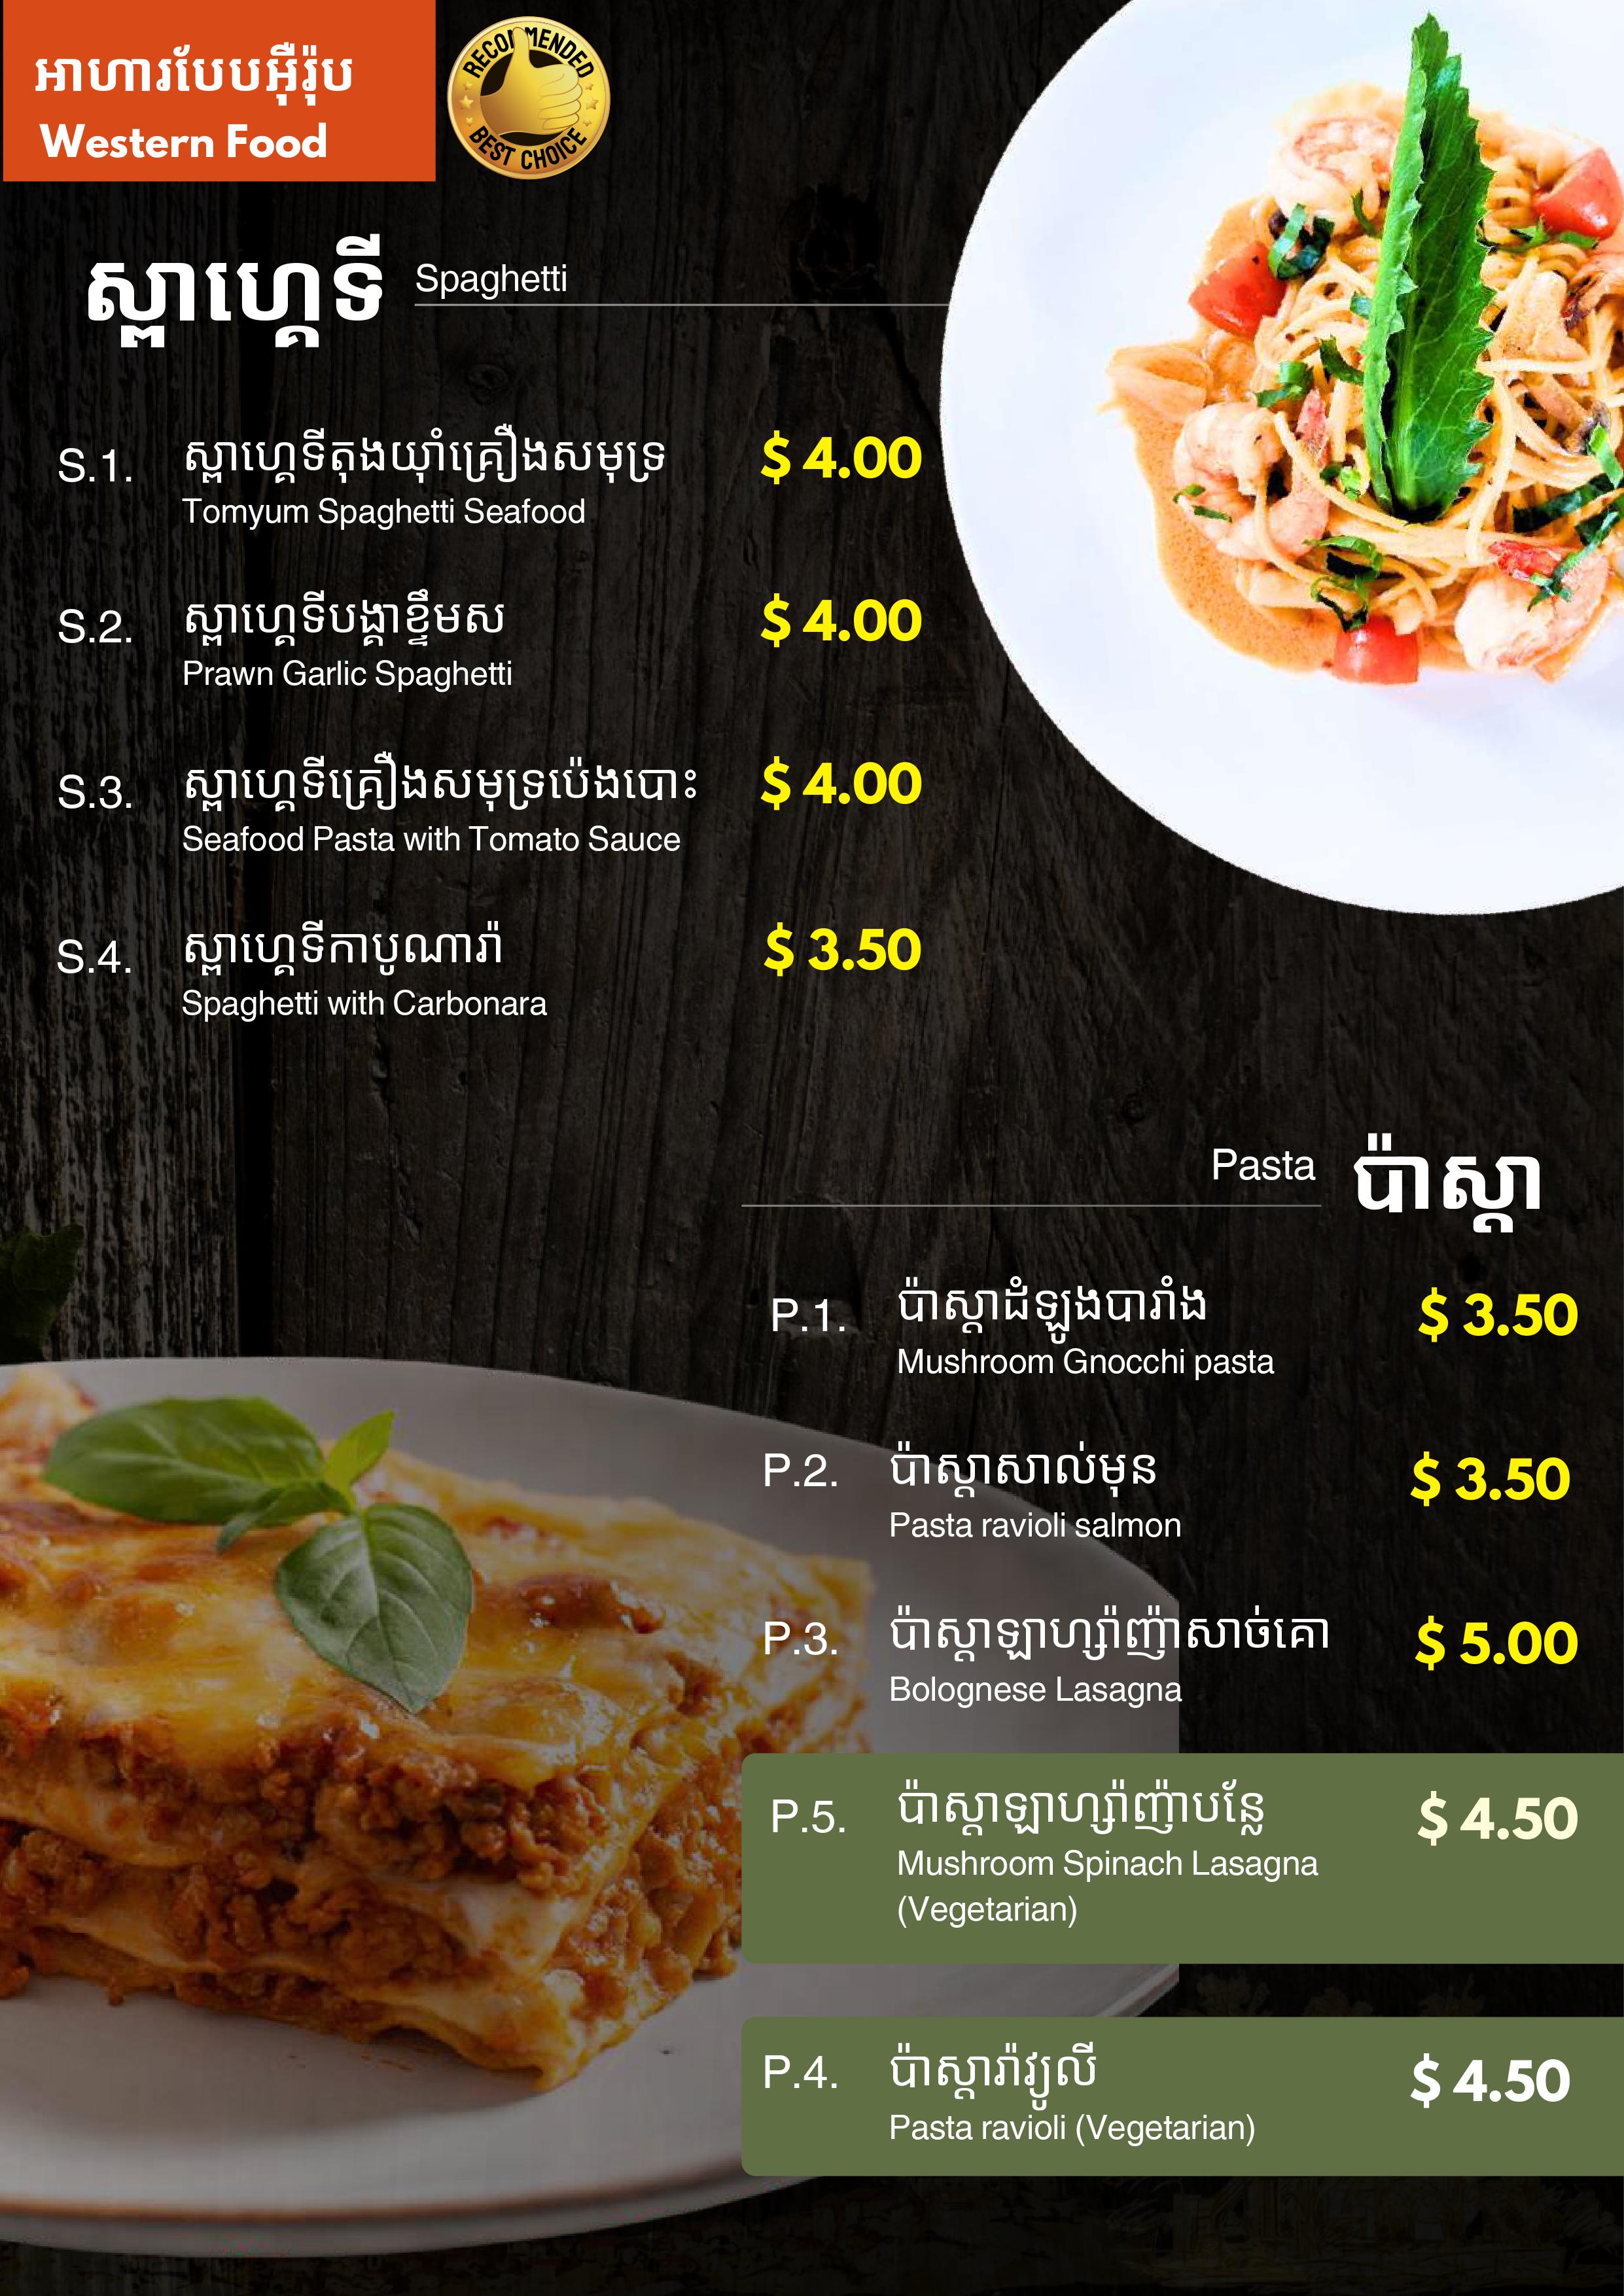 អាហារបែបអ៊ឺរ៉ុប
Western Food
RECOMMENDED
BEST CHOICE
ស្ពាហ្គេទី Spaghetti
S.1. ស្ពាហ្គេទីតុងយ៉ាំគ្រឿងសមុទ្រ $ 4.00
Tomyum Spaghetti Seafood
S.2. ស្ពាហ្គេទីបង្គាខ្ទឹមស $ 4.00
Prawn Garlic Spaghetti
S.3. ស្ពាហ្គេទីគ្រឿងសមុទ្រប៉េងបោះ $ 4.00
Seafood Pasta with Tomato Sauce
S.4. ស្ពាហ្គេទីកាបូណារ៉ា $ 3.50
Spaghetti with Carbonara
Pasta ប៉ាស្តា
P.1. ប៉ាស្តាដំឡូងបារាំង $ 3.50
Mushroom Gnocchi pasta
P.2. ប៉ាស្តាសាល់មុន $ 3.50
Pasta ravioli salmon
P.3. ប៉ាស្តាឡាហ្សាំញ៉ាសាច់គោ $ 5.00
Bolognese Lasagna
P.5. ប៉ាស្តាឡាហ្សាំញ៉ាបន្លែ $ 4.50
Mushroom Spinach Lasagna
(Vegetarian)
P.4. ប៉ាស្តារ៉ាវ្យូលី $ 4.50
Pasta ravioli (Vegetarian)